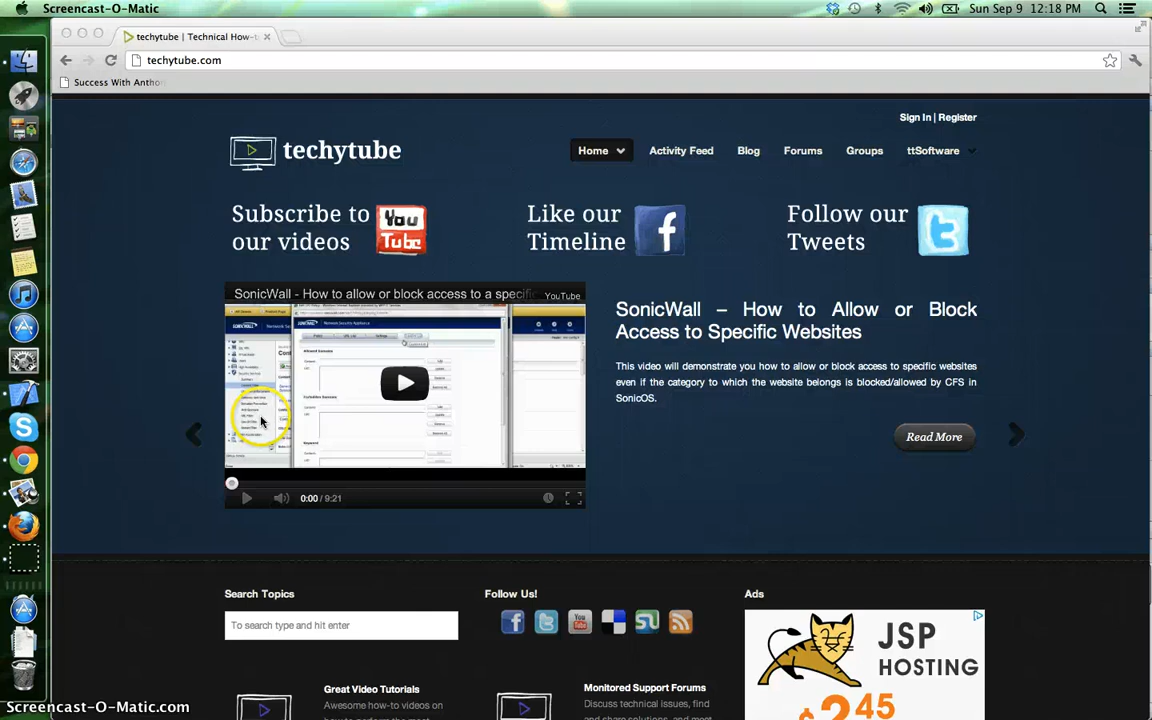 Screencast-O-Matic
Sun Sep 9 12:18 PM
techytube | Technical How-t
techytube.com
Success With Antho
Sign In | Register
techytube
Home
Activity Feed
Blog
Forums
Groups
ttSoftware
Subscribe to
our videos
You
Tube
Like our
Timeline
Follow our
Tweets
SonicWall - How to allow or block access to a specifi
YouTube
SonicWall – How to Allow or Block
Access to Specific Websites
This video will demonstrate you how to allow or block access to specific websites
even if the category to which the website belongs is blocked/allowed by CFS in
SonicOS.
Read More
0:00 / 9:21
Search Topics
Follow Us!
Ads
To search type and hit enter
JSP
HOSTING
$2.45
Great Video Tutorials
Awesome how-to videos on
Monitored Support Forums
Discuss technical issues, find
Screencast-O-Matic.com